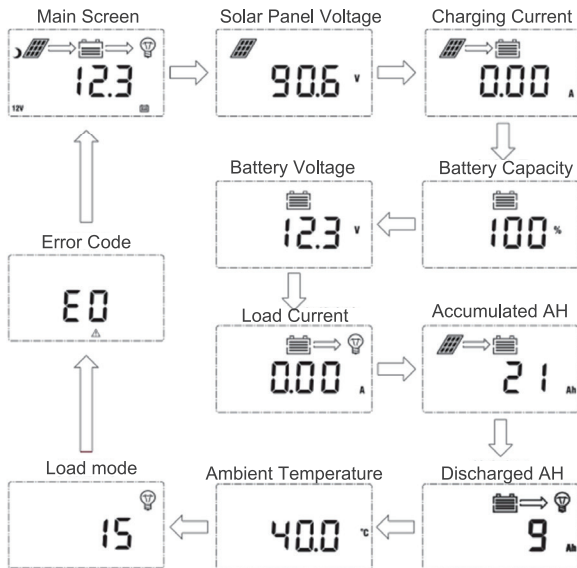 Main Screen
12.3
12V
Solar Panel Voltage
90.6 V
Charging Current
0.00 A
Battery Capacity
100 %
Battery Voltage
12.3 V
Load Current
0.00 A
Accumulated AH
21 Ah
Discharged AH
9 Ah
Ambient Temperature
40.0 °C
Load mode
15
Error Code
E0